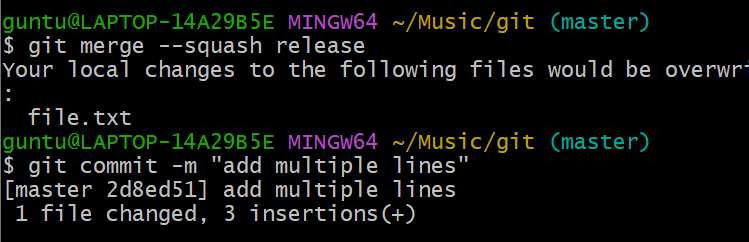 guntu@LAPTOP-14A29B5E MINGW64 ~/Music/git (master)
$ git merge --squash release
Your local changes to the following files would be
:
file.txt
guntu@LAPTOP-14A29B5E MINGW64 ~/Music/git (master)
$ git commit -m "add multiple lines"
[master 2d8ed51] add multiple lines
1 file changed, 3 insertions(+)